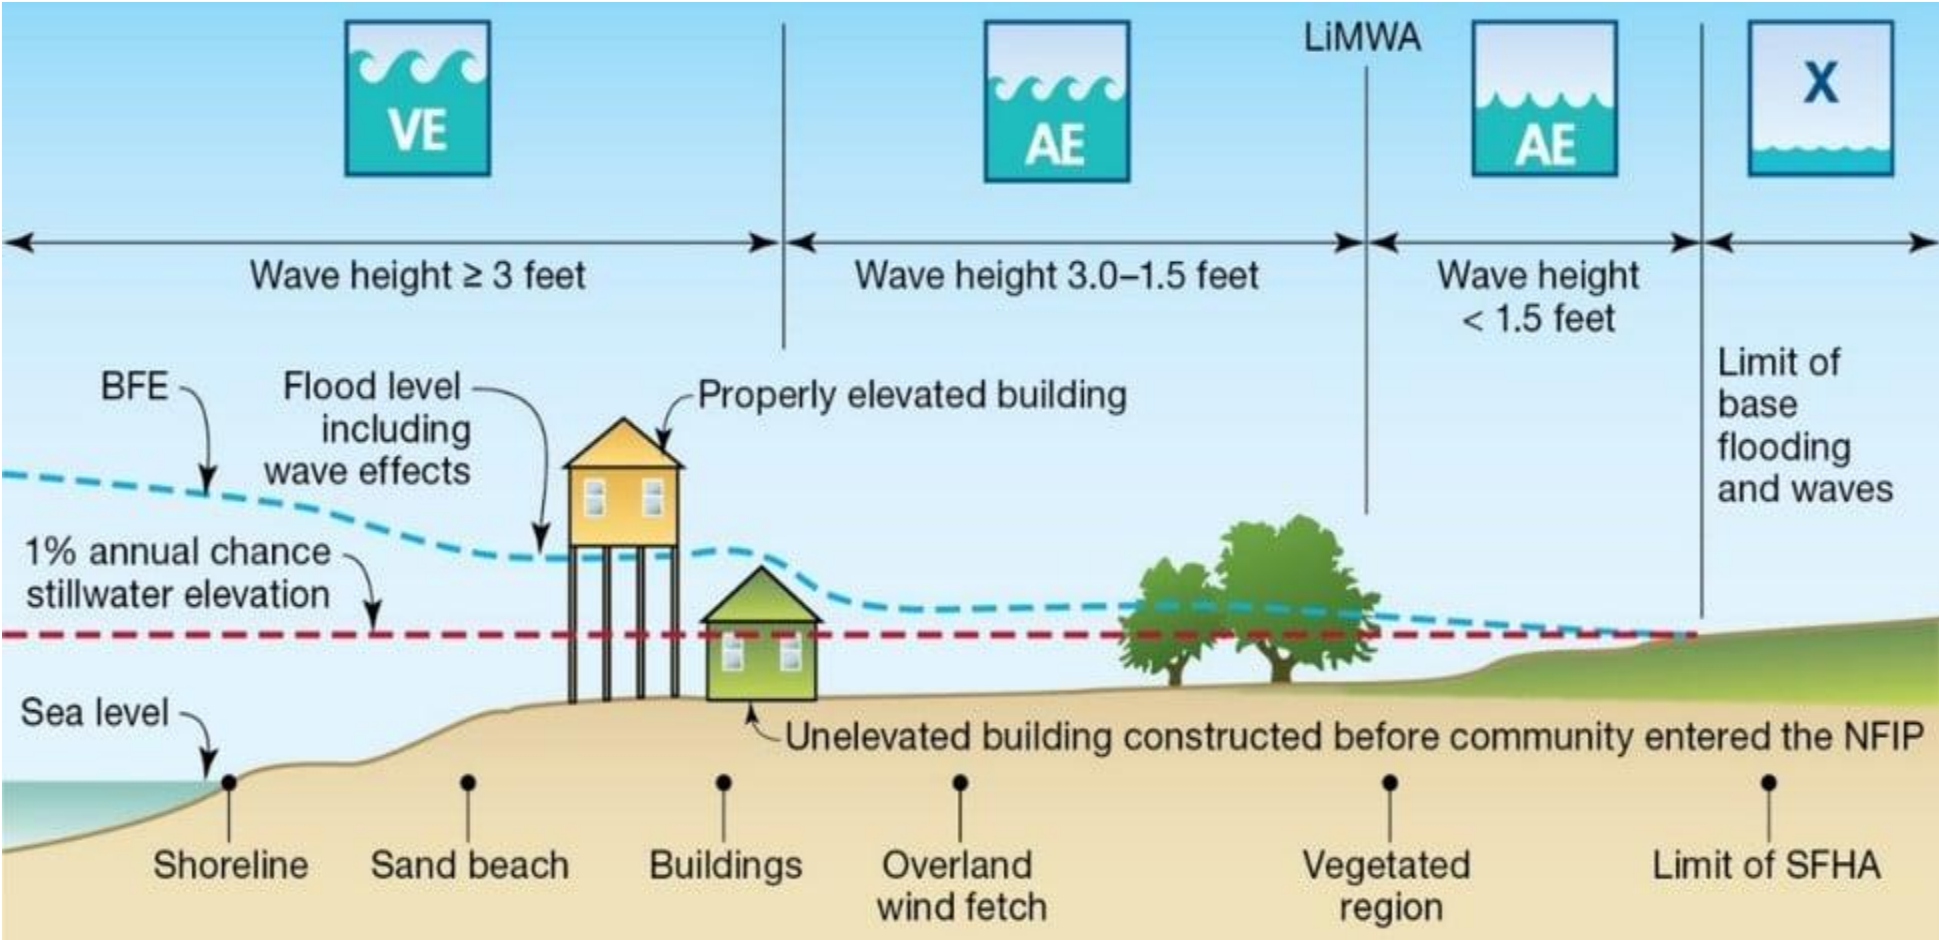 LiMWA
VE
AE
AE
X
Wave height ≥ 3 feet
Wave height 3.0–1.5 feet
Wave height
< 1.5 feet
Limit of
base
flooding
and waves
BFE
Flood level
including
wave effects
Properly elevated building
1% annual chance
stillwater elevation
Sea level
Unelevated building constructed before community entered the NFIP
Shoreline
Sand beach
Buildings
Overland
wind fetch
Vegetated
region
Limit of SFHA